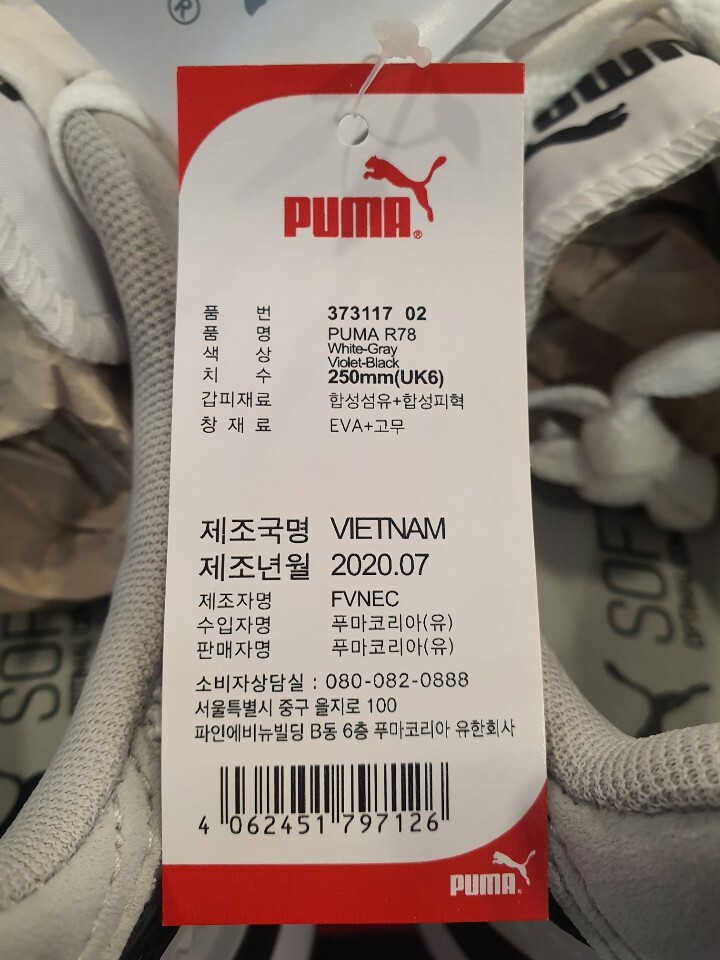 ®
PUMA
PUMA®
품 번 373117 02
품 명 PUMA R78
색 상 White-Gray
Violet-Black
치 수 250mm(UK6)
갑피재료 합성섬유+합성피혁
창 재 료 EVA+고무
제조국명 VIETNAM
제조년월 2020.07
제조자명 FVNEC
수입자명 푸마코리아(유)
판매자명 푸마코리아(유)
소비자상담실 : 080-082-0888
서울특별시 중구 을지로 100
파인에비뉴빌딩 B동 6층 푸마코리아 유한회사
4 062451 797126
PUMA®
SOF
SOF